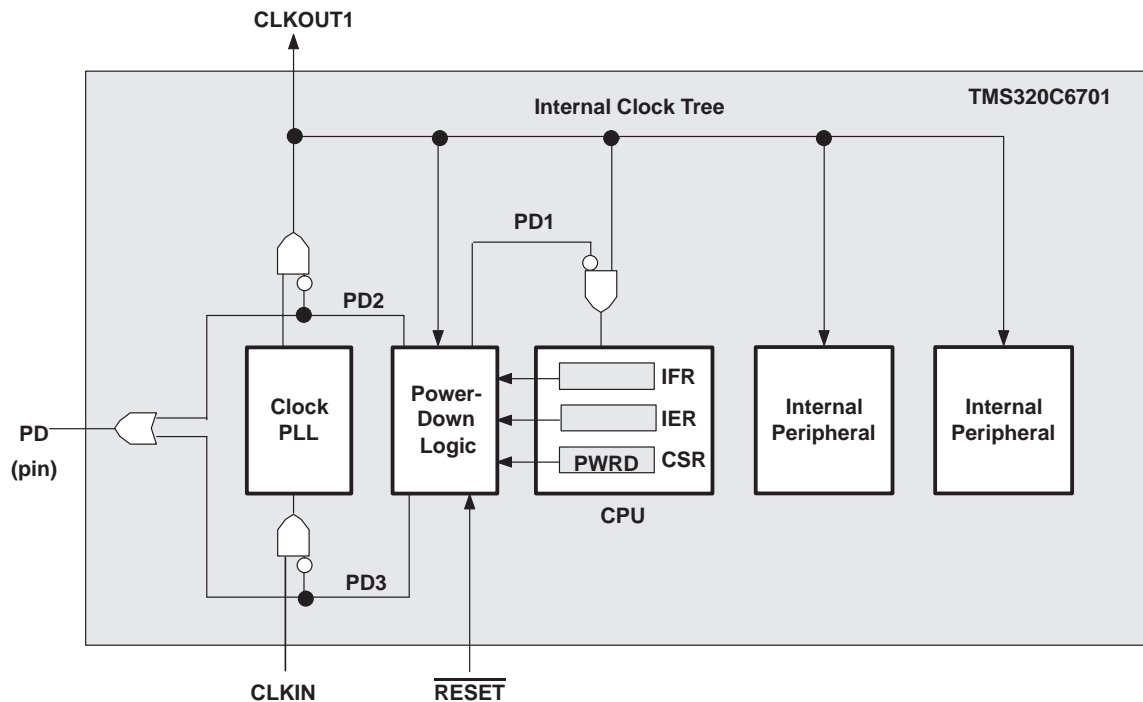 CLKOUT1
TMS320C6701
Internal Clock Tree
PD1
PD2
Clock
PLL
Power-
Down
Logic
IFR
IER
PWRD
CSR
CPU
Internal
Peripheral
Internal
Peripheral
PD
(pin)
PD3
CLKIN
RESET